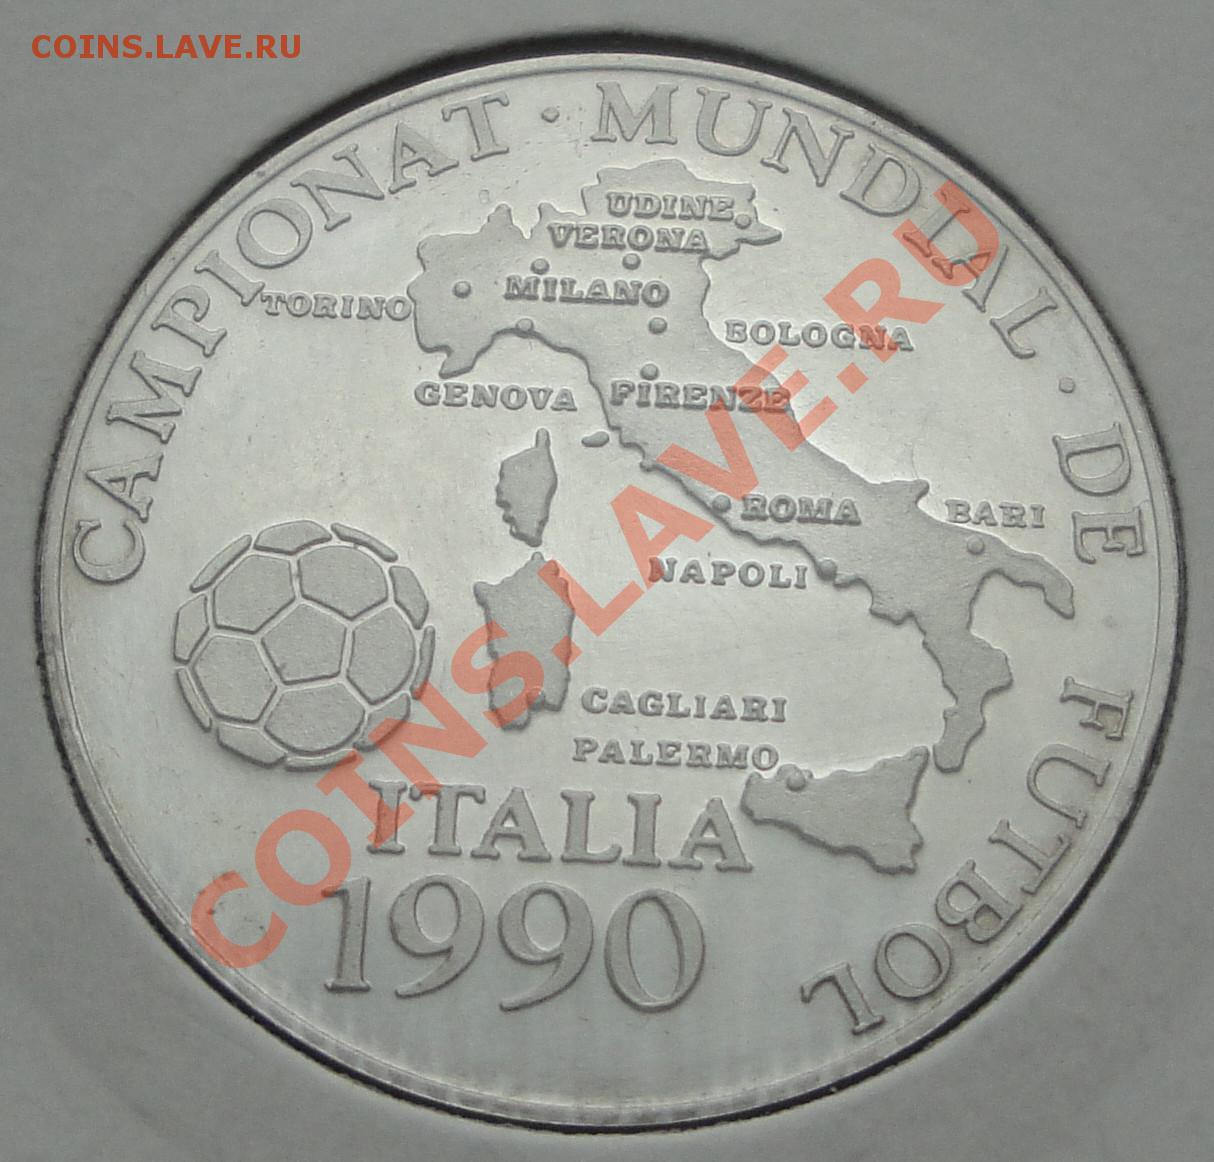 COINS.LAVE.RU
CAMPIONAT · MUNDIAL · DE FUTBOL
UDINE
VERONA
MILANO
TORINO
BOLOGNA
GENOVA
FIRENZE
ROMA
BARI
NAPOLI
CAGLIARI
PALERMO
ITALIA
1990
COINS.LAVE.RU